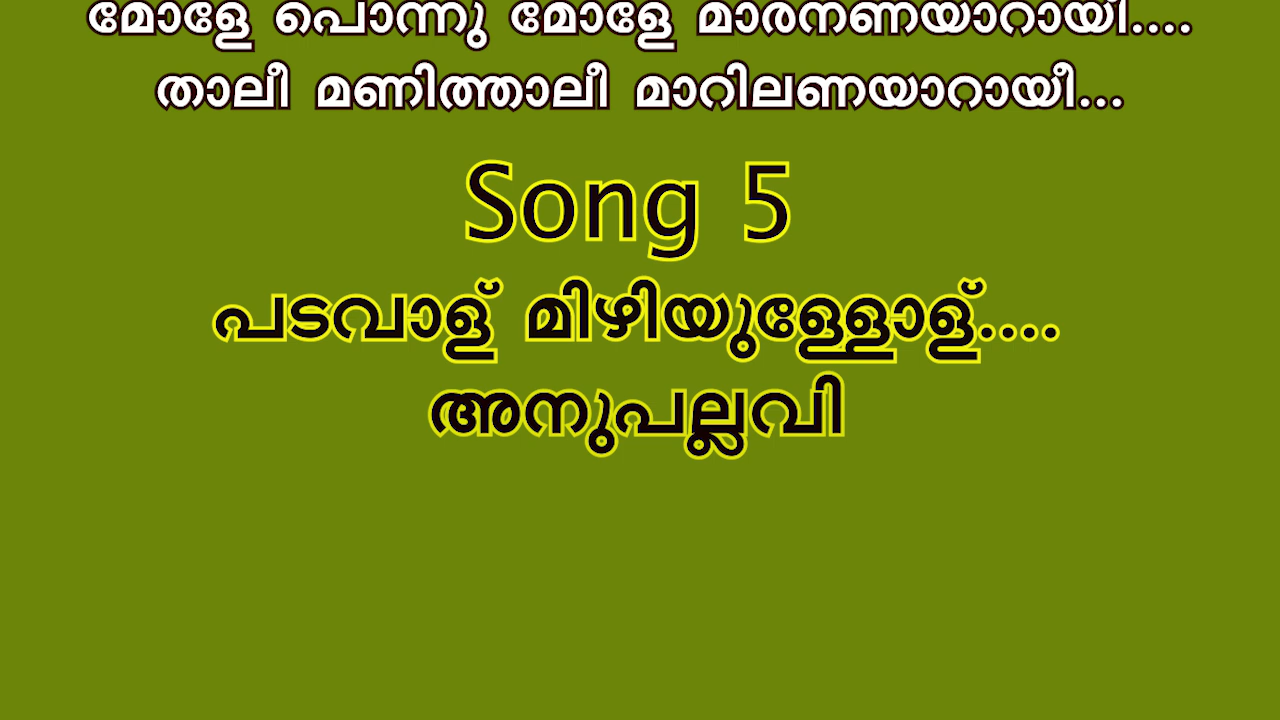 മോളേ പൊന്നു മോളേ മാരനണയാറായി....
താലീ മണിത്താലീ മാറിലണയാറായീ...
Song 5
പടവാള് മിഴിയുള്ളോള്....
അനുപല്ലവി